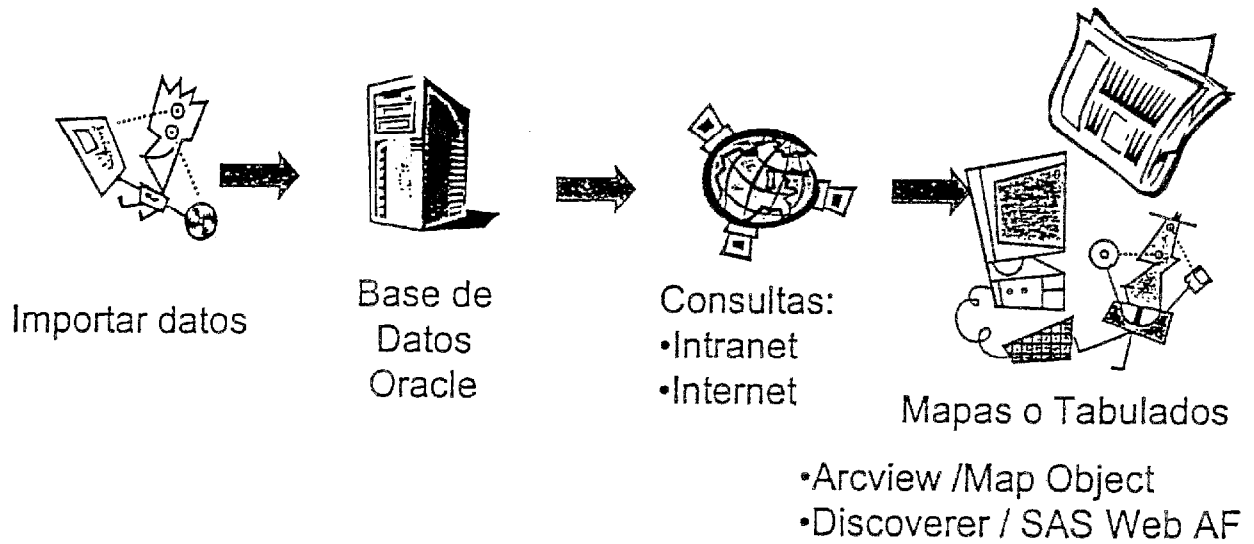 Importar datos
Base de
Datos
Oracle
Consultas:
•Intranet
•Internet
Mapas o Tabulados
•Arcview /Map Object
•Discoverer / SAS Web AF